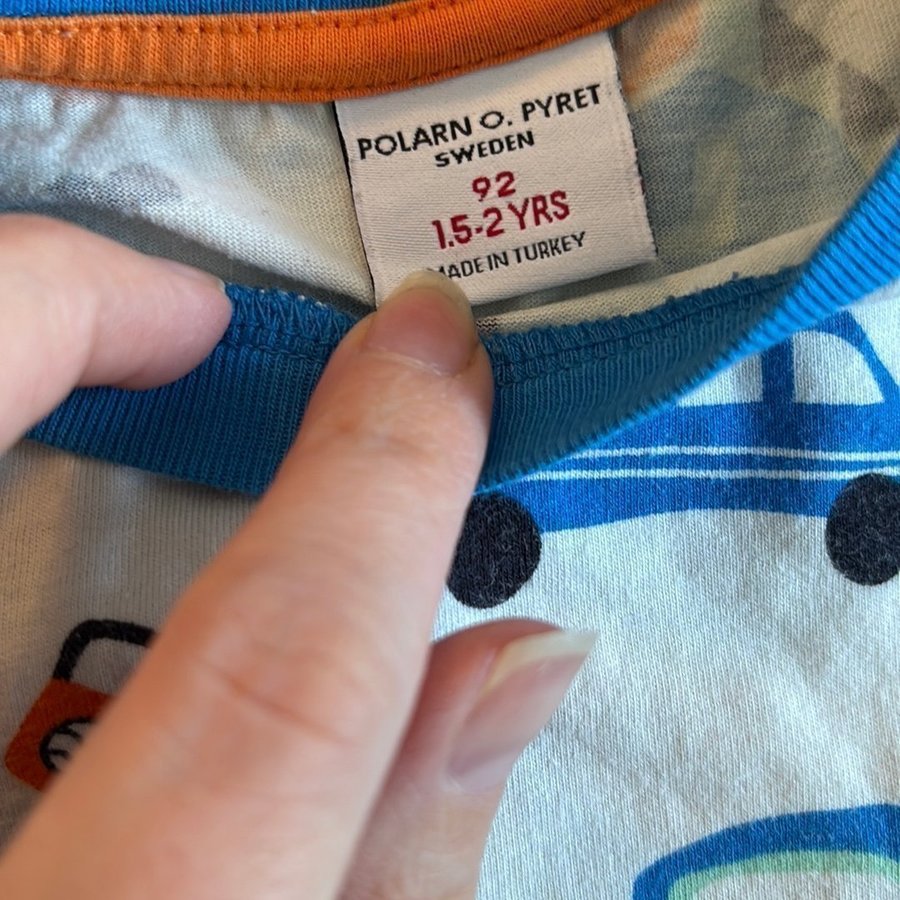 POLARN O. PYRET
SWEDEN
92
1.5-2 YRS
MADE IN TURKEY